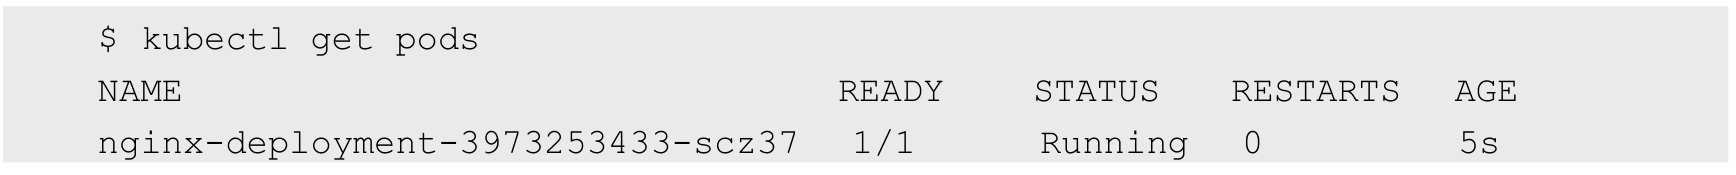 $ kubectl get pods
NAME                                READY     STATUS    RESTARTS   AGE
nginx-deployment-3973253433-scz37   1/1       Running   0          5s